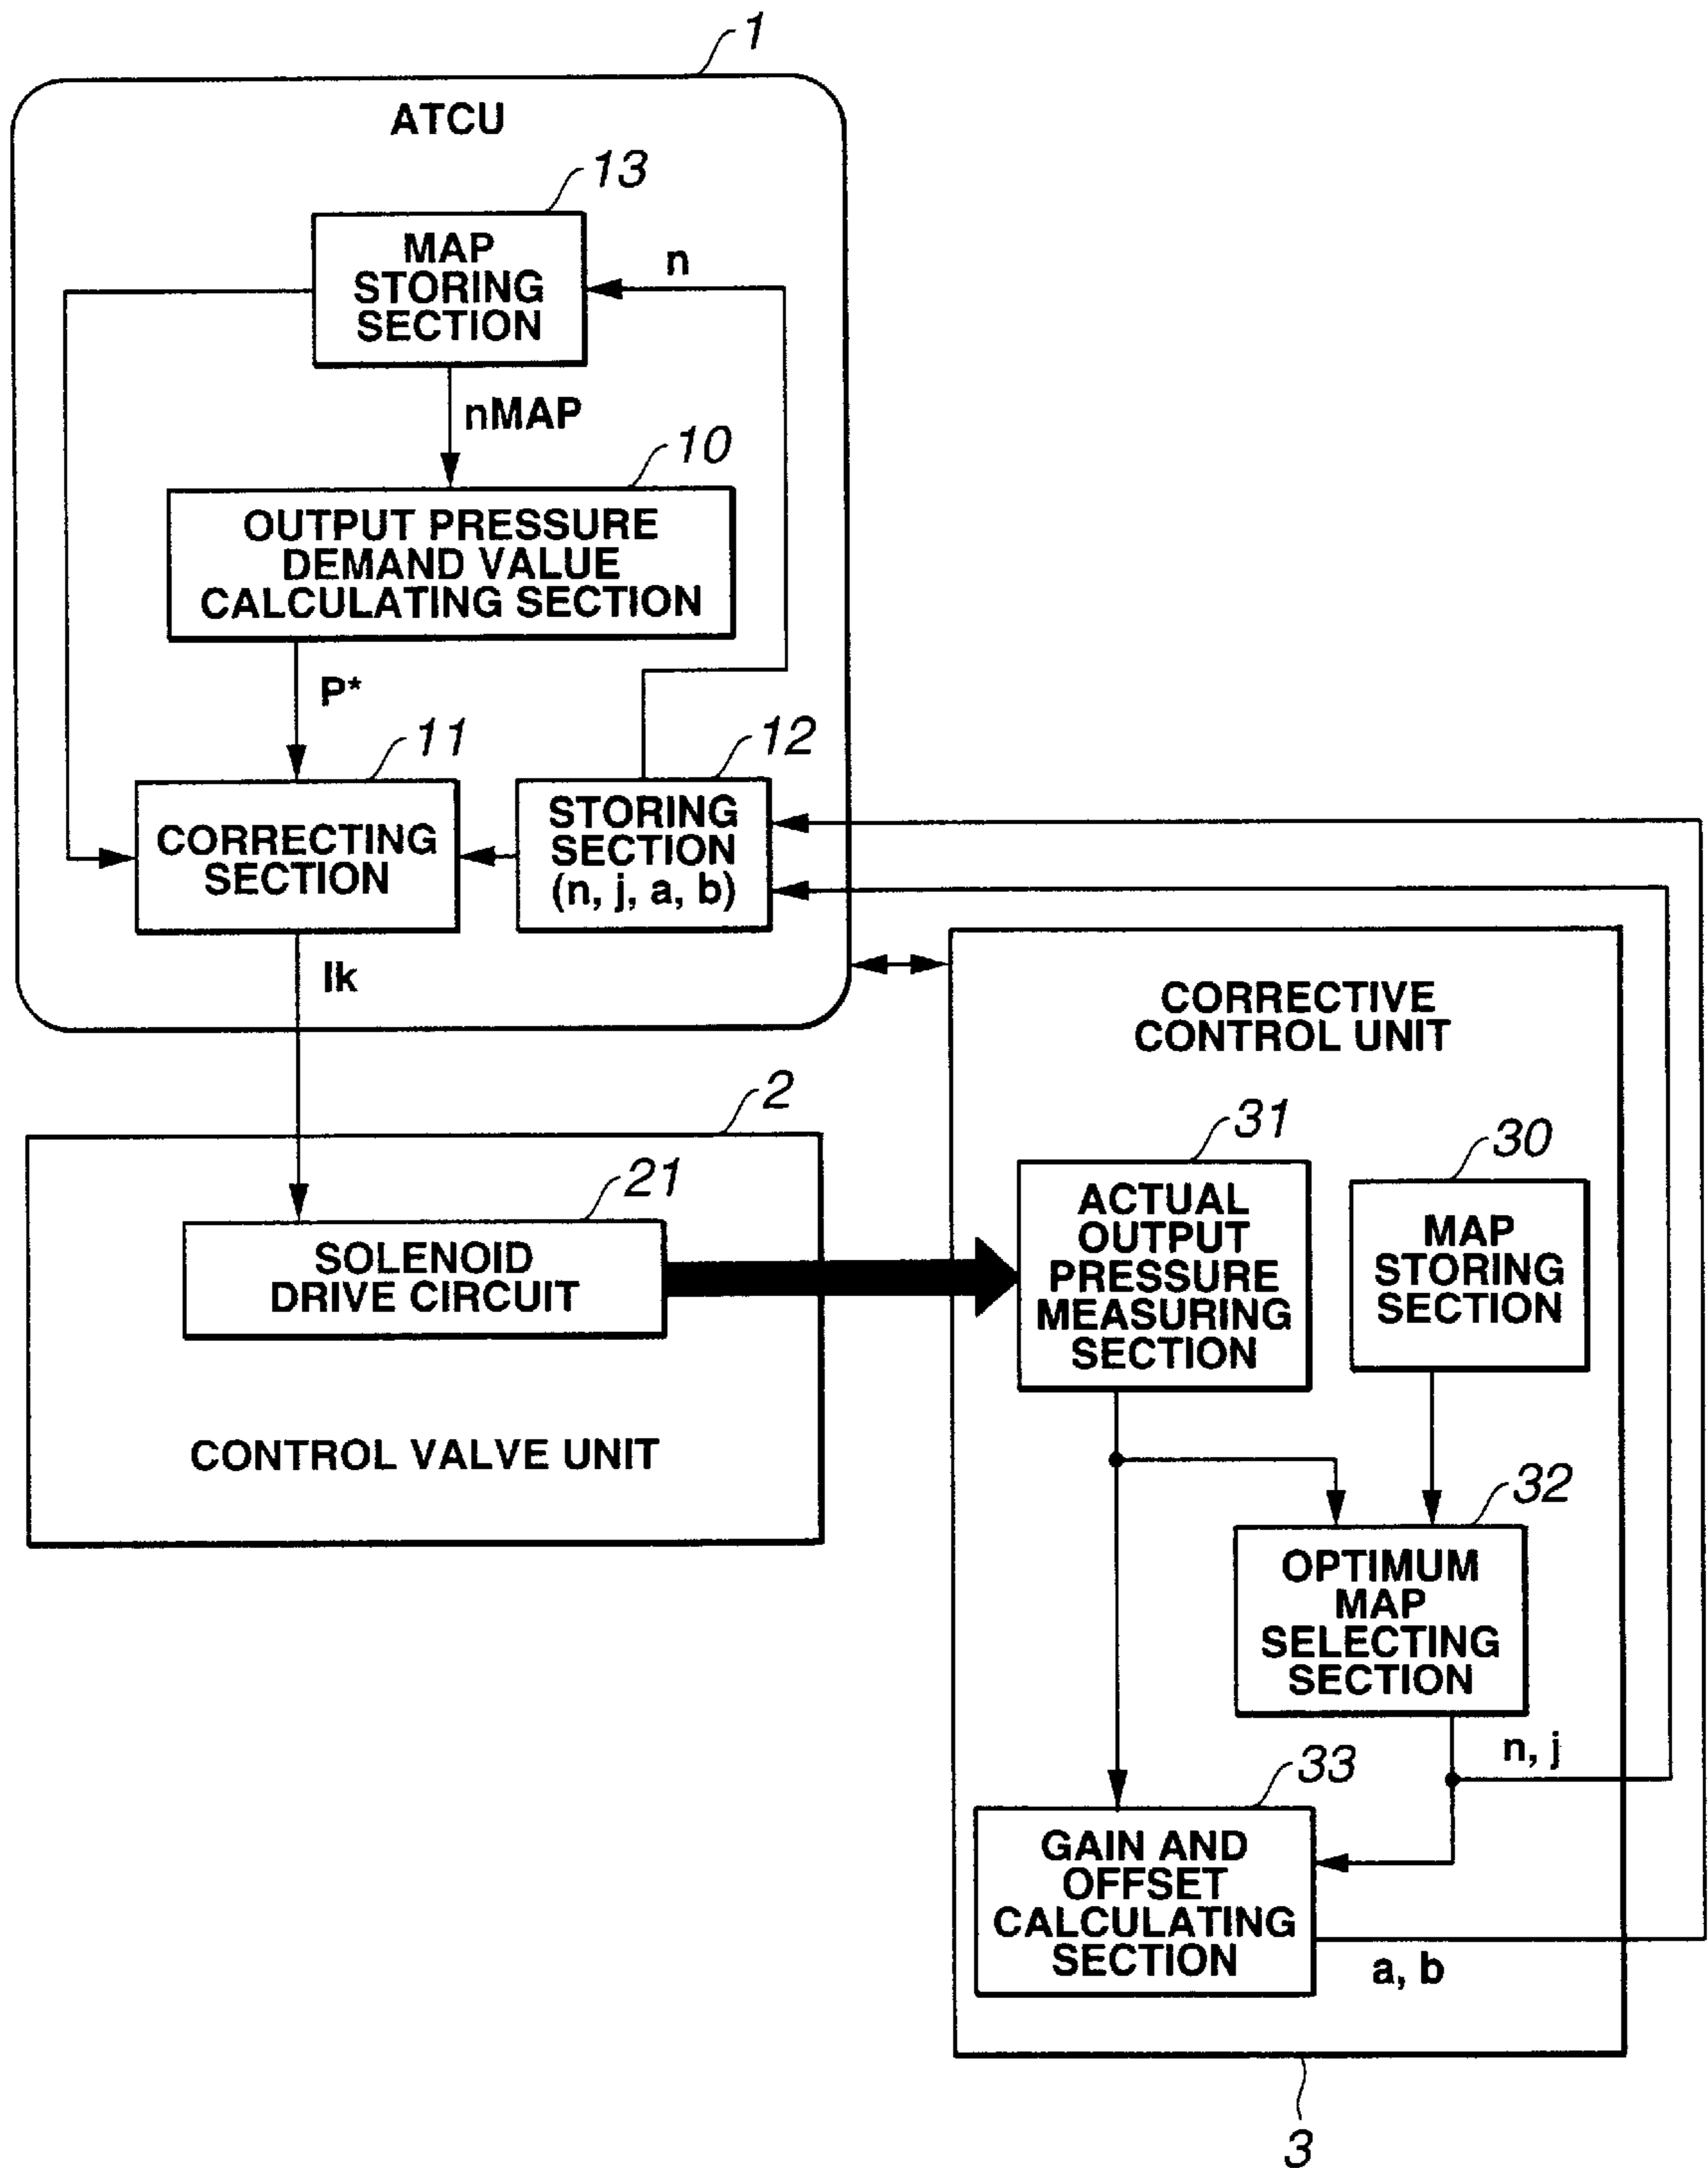 1
ATCU
13
MAP
STORING
SECTION
n
nMAP
10
OUTPUT PRESSURE
DEMAND VALUE
CALCULATING SECTION
P*
11
12
CORRECTING
SECTION
STORING
SECTION
(n, j, a, b)
Ik
CORRECTIVE
CONTROL UNIT
2
21
SOLENOID
DRIVE CIRCUIT
CONTROL VALVE UNIT
31
30
ACTUAL
OUTPUT
PRESSURE
MEASURING
SECTION
MAP
STORING
SECTION
32
OPTIMUM
MAP
SELECTING
SECTION
n, j
33
GAIN AND
OFFSET
CALCULATING
SECTION
a, b
3